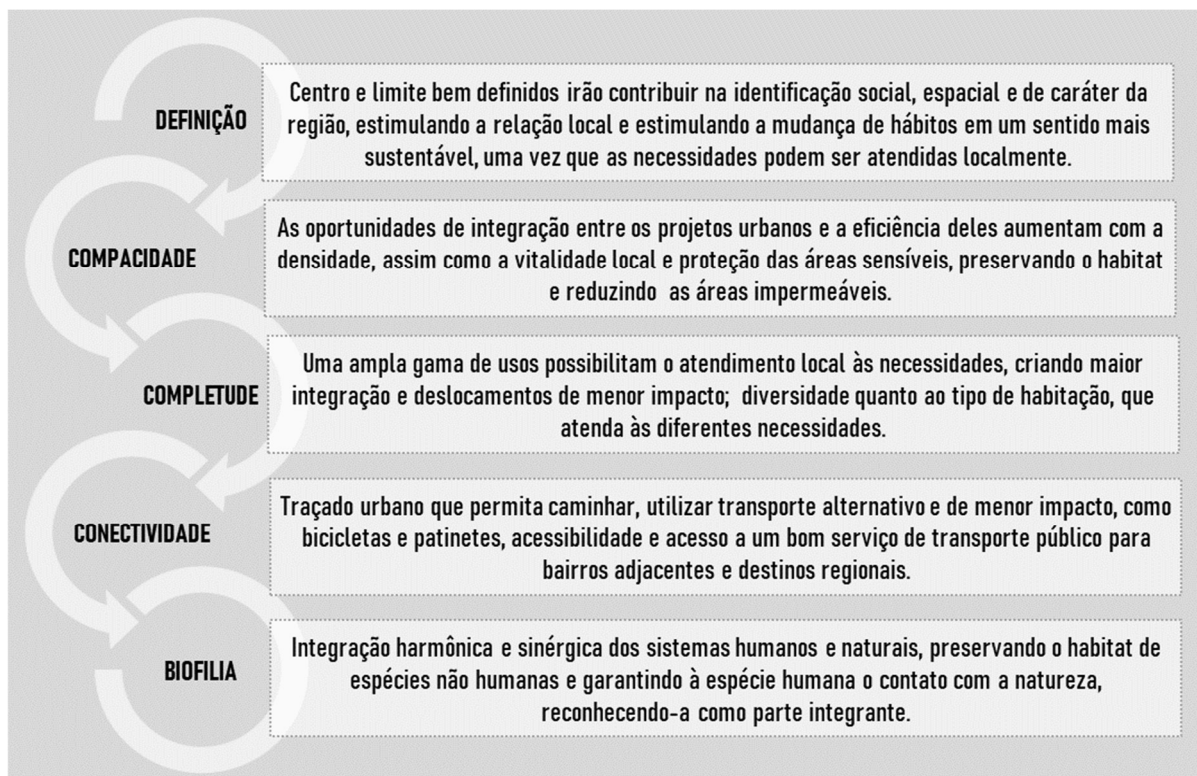 DEFINIÇÃO
Centro e limite bem definidos irão contribuir na identificação social, espacial e de caráter da
região, estimulando a relação local e estimulando a mudança de hábitos em um sentido mais
sustentável, uma vez que as necessidades podem ser atendidas localmente.
COMPACIDADE
As oportunidades de integração entre os projetos urbanos e a eficiência deles aumentam com a
densidade, assim como a vitalidade local e proteção das áreas sensíveis, preservando o habitat
e reduzindo as áreas impermeáveis.
COMPLETUDE
Uma ampla gama de usos possibilitam o atendimento local às necessidades, criando maior
integração e deslocamentos de menor impacto; diversidade quanto ao tipo de habitação, que
atenda às diferentes necessidades.
CONECTIVIDADE
Traçado urbano que permita caminhar, utilizar transporte alternativo e de menor impacto, como
bicicletas e patinetes, acessibilidade e acesso a um bom serviço de transporte público para
bairros adjacentes e destinos regionais.
BIOFILIA
Integração harmônica e sinérgica dos sistemas humanos e naturais, preservando o habitat de
espécies não humanas e garantindo à espécie humana o contato com a natureza,
reconhecendo-a como parte integrante.